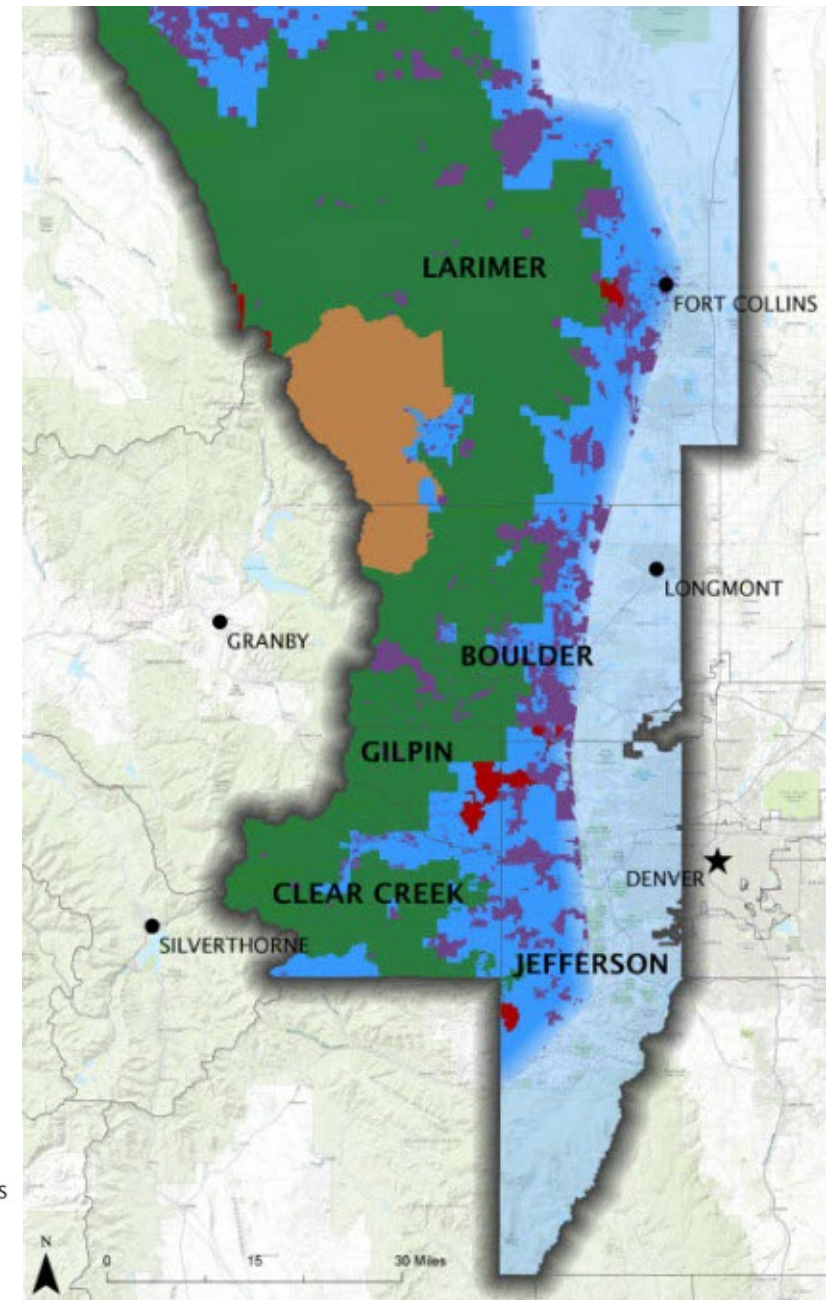 LARIMER
FORT COLLINS
LONGMONT
GRANBY
BOULDER
GILPIN
DENVER
CLEAR CREEK
SILVERTHORNE
JEFFERSON
S
N
0 15 30 Miles